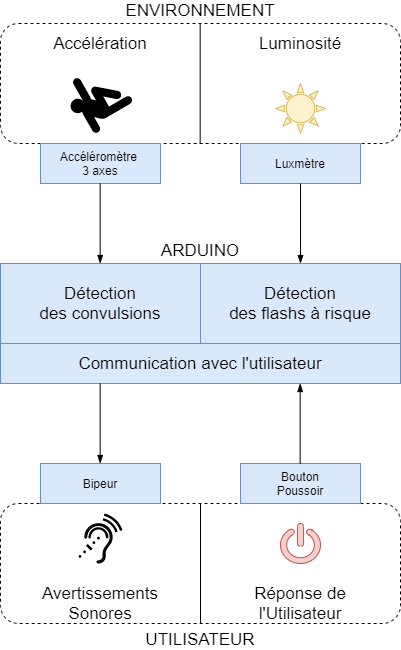 ENVIRONNEMENT
Accélération
Luminosité
Accéléromètre
3 axes
Luxmètre
ARDUINO
Détection
des convulsions
Détection
des flashs à risque
Communication avec l'utilisateur
Bipeur
Bouton
Poussoir
Avertissements
Sonores
Réponse de
l'Utilisateur
UTILISATEUR